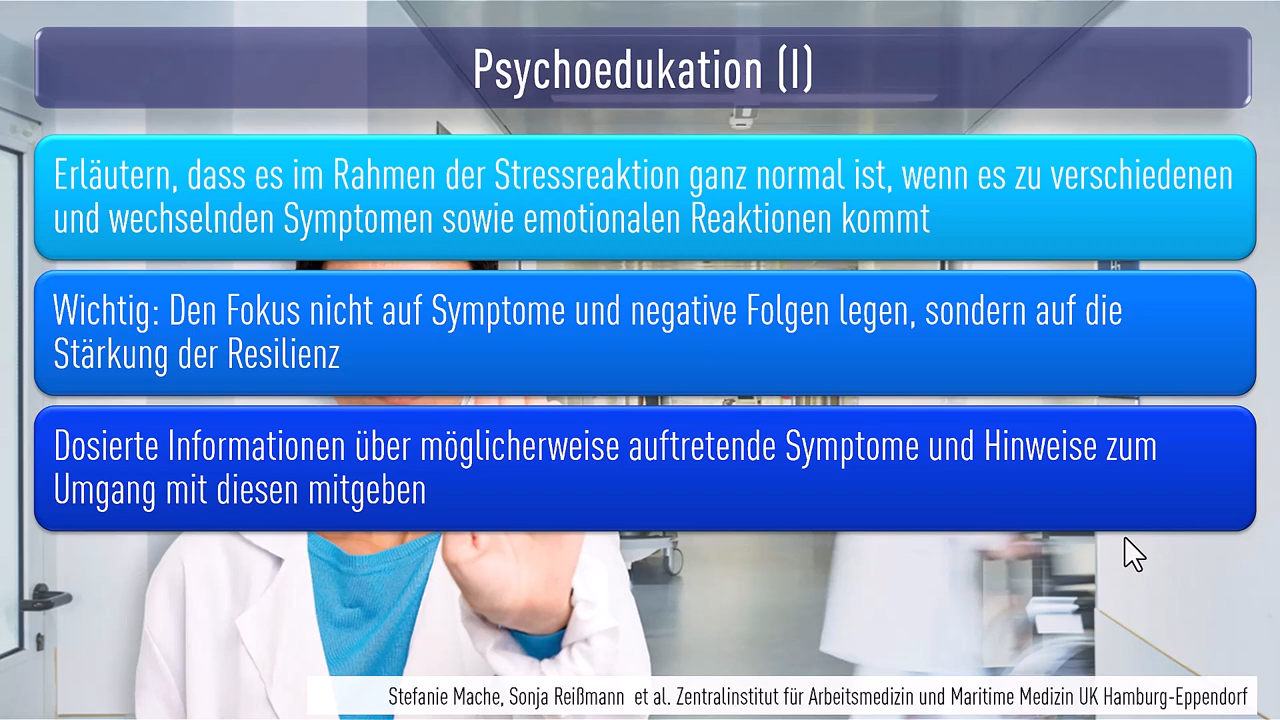 Psychoedukation (I)
Erläutern, dass es im Rahmen der Stressreaktion ganz normal ist, wenn es zu verschiedenen
und wechselnden Symptomen sowie emotionalen Reaktionen kommt
Wichtig: Den Fokus nicht auf Symptome und negative Folgen legen, sondern auf die
Stärkung der Resilienz
Dosierte Informationen über möglicherweise auftretende Symptome und Hinweise zum
Umgang mit diesen mitgeben
Stefanie Mache, Sonja Reißmann et al. Zentralinstitut für Arbeitsmedizin und Maritime Medizin UK Hamburg-Eppendorf